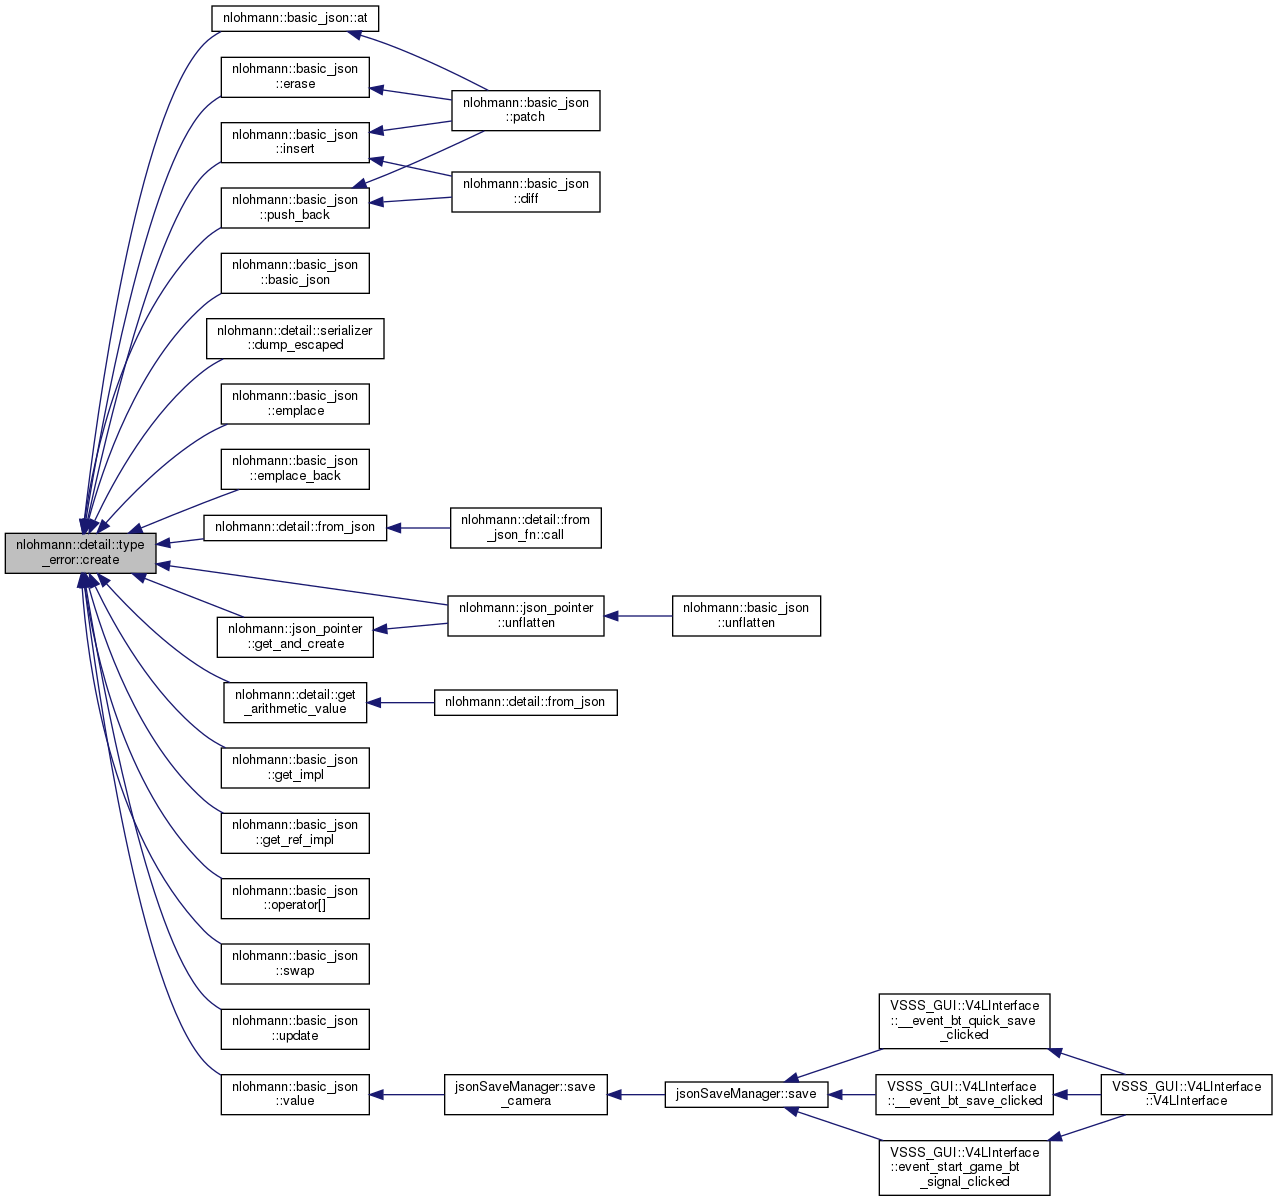 nlohmann::basic_json::at
nlohmann::basic_json
::erase
nlohmann::basic_json
::patch
nlohmann::basic_json
::insert
nlohmann::basic_json
::diff
nlohmann::basic_json
::push_back
nlohmann::basic_json
::basic_json
nlohmann::detail::serializer
::dump_escaped
nlohmann::basic_json
::emplace
nlohmann::basic_json
::emplace_back
nlohmann::detail::from_json
nlohmann::detail::from
_json_fn::call
nlohmann::detail::type
_error::create
nlohmann::json_pointer
::unflatten
nlohmann::basic_json
::unflatten
nlohmann::json_pointer
::get_and_create
nlohmann::detail::get
_arithmetic_value
nlohmann::detail::from_json
nlohmann::basic_json
::get_impl
nlohmann::basic_json
::get_ref_impl
nlohmann::basic_json
::operator[]
nlohmann::basic_json
::swap
nlohmann::basic_json
::update
nlohmann::basic_json
::value
jsonSaveManager::save
_camera
jsonSaveManager::save
VSSS_GUI::V4LInterface
::__event_bt_quick_save
_clicked
VSSS_GUI::V4LInterface
::__event_bt_save_clicked
VSSS_GUI::V4LInterface
::event_start_game_bt
_signal_clicked
VSSS_GUI::V4LInterface
::V4LInterface